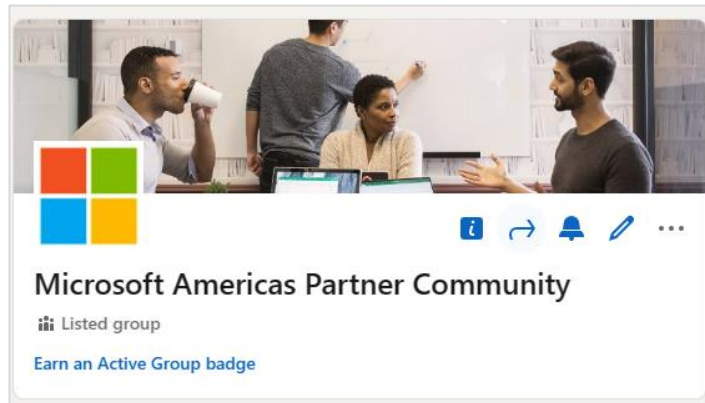 Microsoft Americas Partner Community
Listed group
Earn an Active Group badge